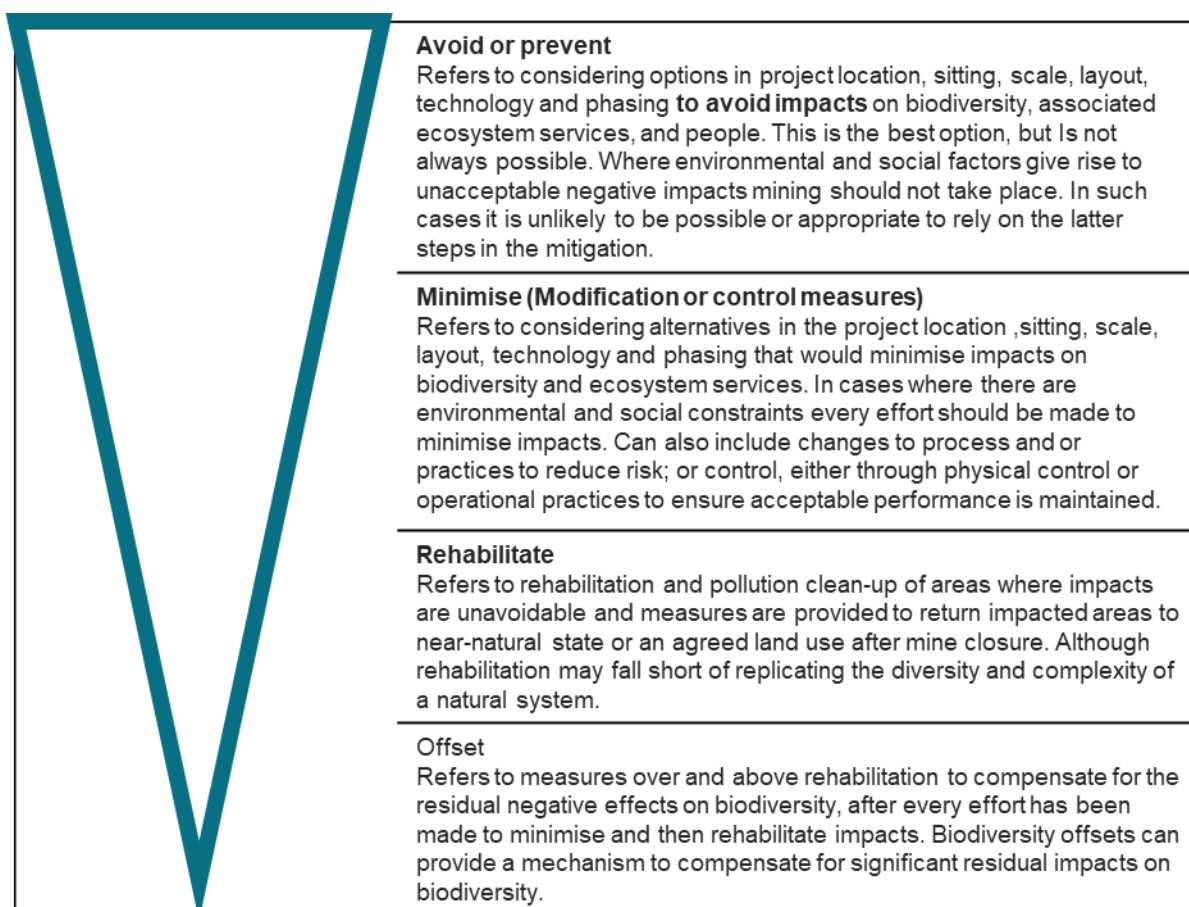 Avoid or prevent
Refers to considering options in project location, sitting, scale, layout,
technology and phasing to avoid impacts on biodiversity, associated
ecosystem services, and people. This is the best option, but Is not
always possible. Where environmental and social factors give rise to
unacceptable negative impacts mining should not take place. In such
cases it is unlikely to be possible or appropriate to rely on the latter
steps in the mitigation.
Minimise (Modification or control measures)
Refers to considering alternatives in the project location ,sitting, scale,
layout, technology and phasing that would minimise impacts on
biodiversity and ecosystem services. In cases where there are
environmental and social constraints every effort should be made to
minimise impacts. Can also include changes to process and or
practices to reduce risk; or control, either through physical control or
operational practices to ensure acceptable performance is maintained.
Rehabilitate
Refers to rehabilitation and pollution clean-up of areas where impacts
are unavoidable and measures are provided to return impacted areas to
near-natural state or an agreed land use after mine closure. Although
rehabilitation may fall short of replicating the diversity and complexity of
a natural system.
Offset
Refers to measures over and above rehabilitation to compensate for the
residual negative effects on biodiversity, after every effort has been
made to minimise and then rehabilitate impacts. Biodiversity offsets can
provide a mechanism to compensate for significant residual impacts on
biodiversity.